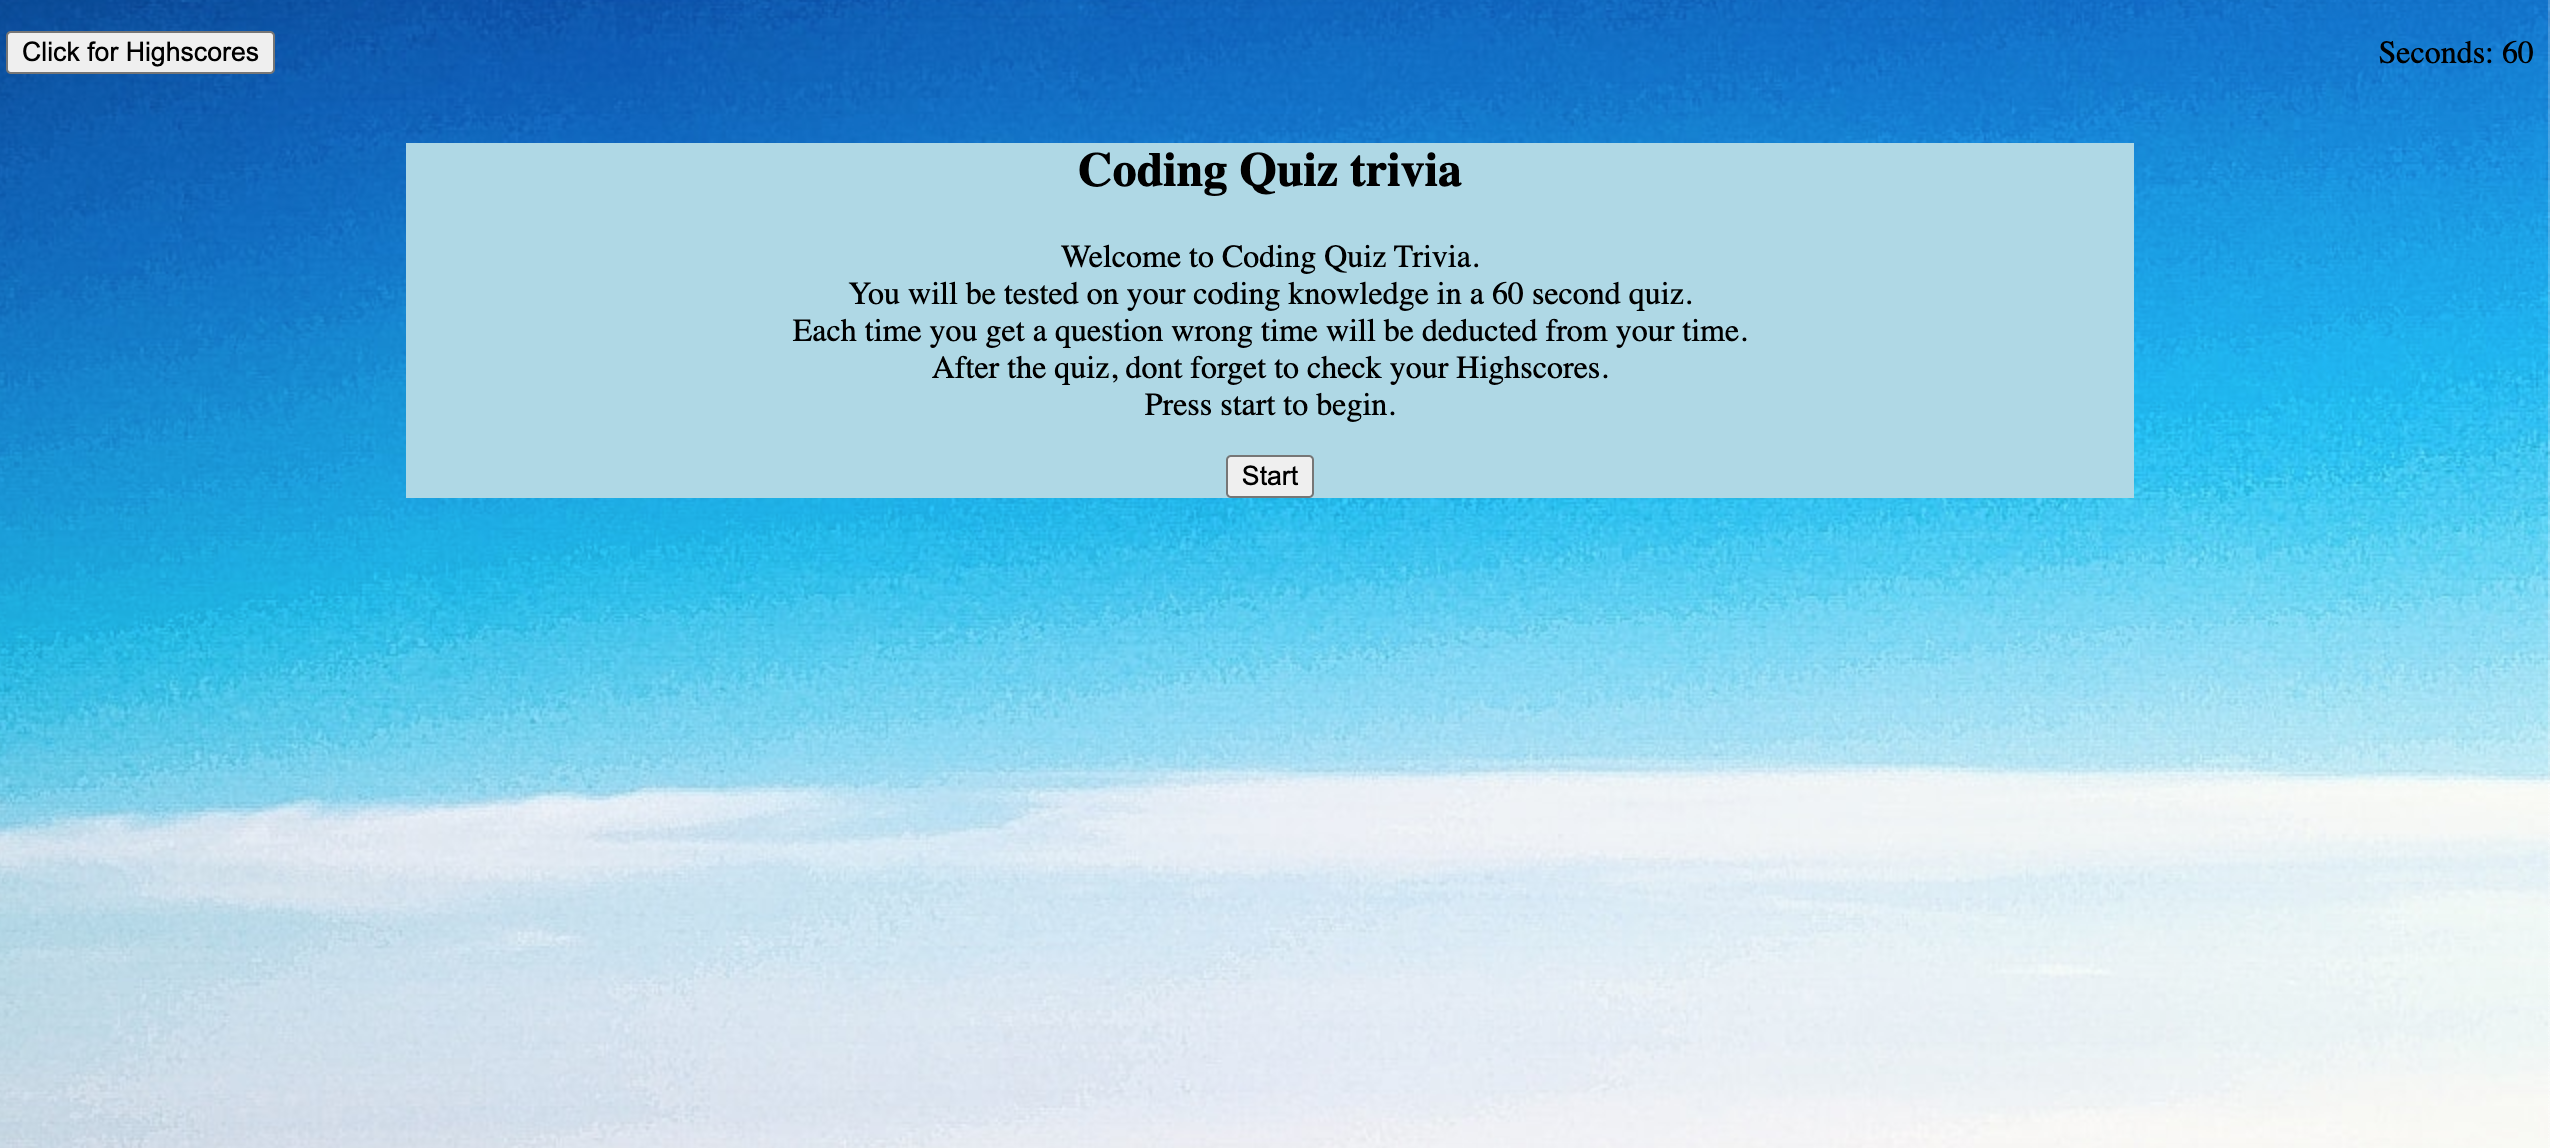 Click for Highscores
Seconds: 60
Coding Quiz trivia
Welcome to Coding Quiz Trivia.
You will be tested on your coding knowledge in a 60 second quiz.
Each time you get a question wrong time will be deducted from your time.
After the quiz, dont forget to check your Highscores.
Press start to begin.
Start